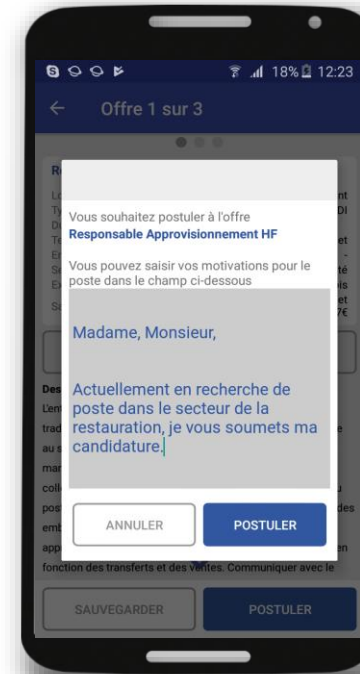 18% 12:23
Offre 1 sur 3
Vous souhaitez postuler à l'offre
Responsable Approvisionnement HF
Vous pouvez saisir vos motivations pour le
poste dans le champ ci-dessous
Madame, Monsieur,
Actuellement en recherche de
poste dans le secteur de la
restauration, je vous soumets ma
candidature.
ANNULER POSTULER
fonction des transferts et des ventes. Communiquer avec le
SAUVEGARDER POSTULER